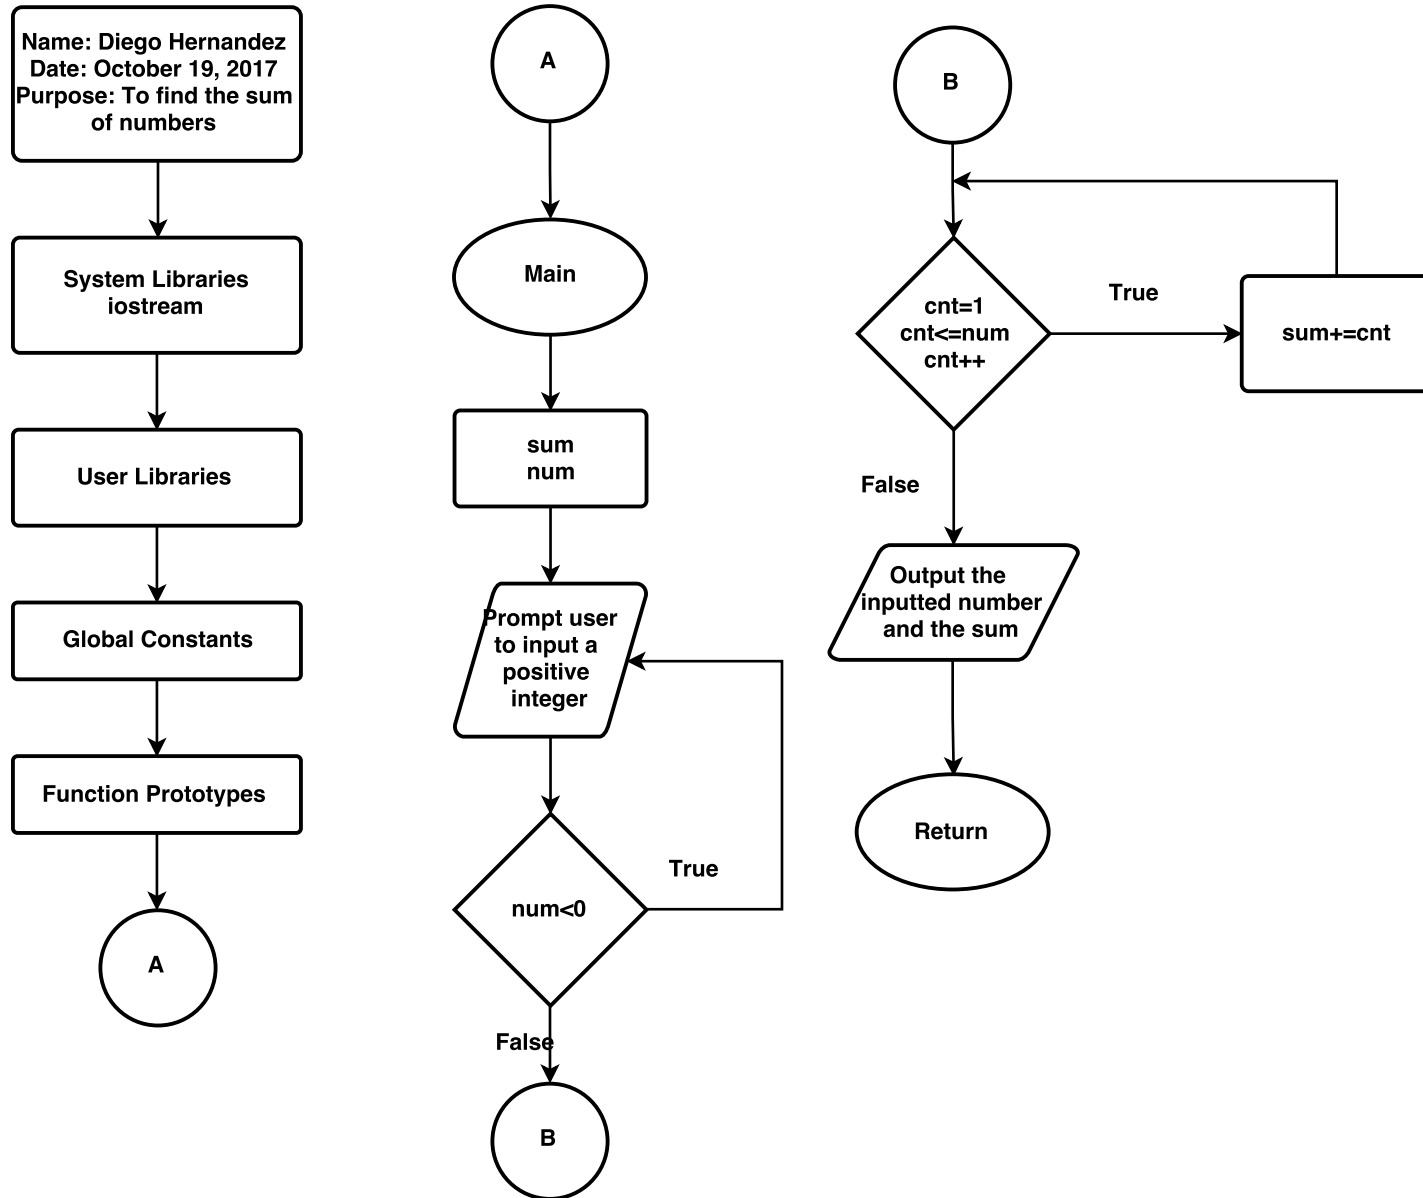 Name: Diego Hernandez
Date: October 19, 2017
Purpose: To find the sum
of numbers
System Libraries
iostream
User Libraries
Global Constants
Function Prototypes
A
A
Main
sum
num
Prompt user
to input a
positive
integer
True
num<0
False
B
B
cnt=1
cnt<=num
cnt++
True
sum+=cnt
False
Output the
inputted number
and the sum
Return